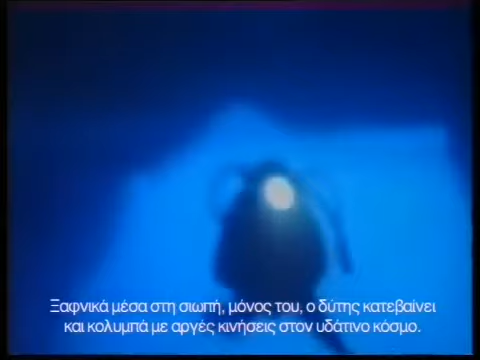 Ξαφνικά μέσα στη σιωπή, μόνος του, ο δύτης κατεβαίνει
και κολυμπά με αργές κινήσεις στον υδάτινο κόσμο.